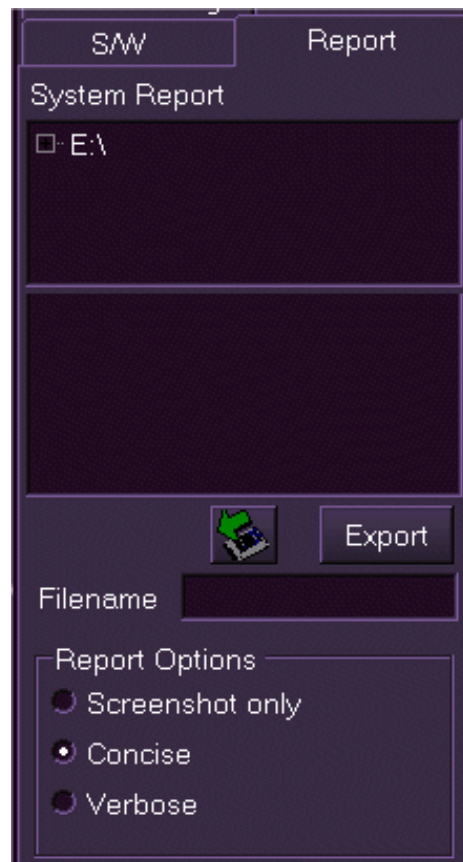 S/W Report
System Report
E:\
Export
Filename
Report Options
Screenshot only
Concise
Verbose